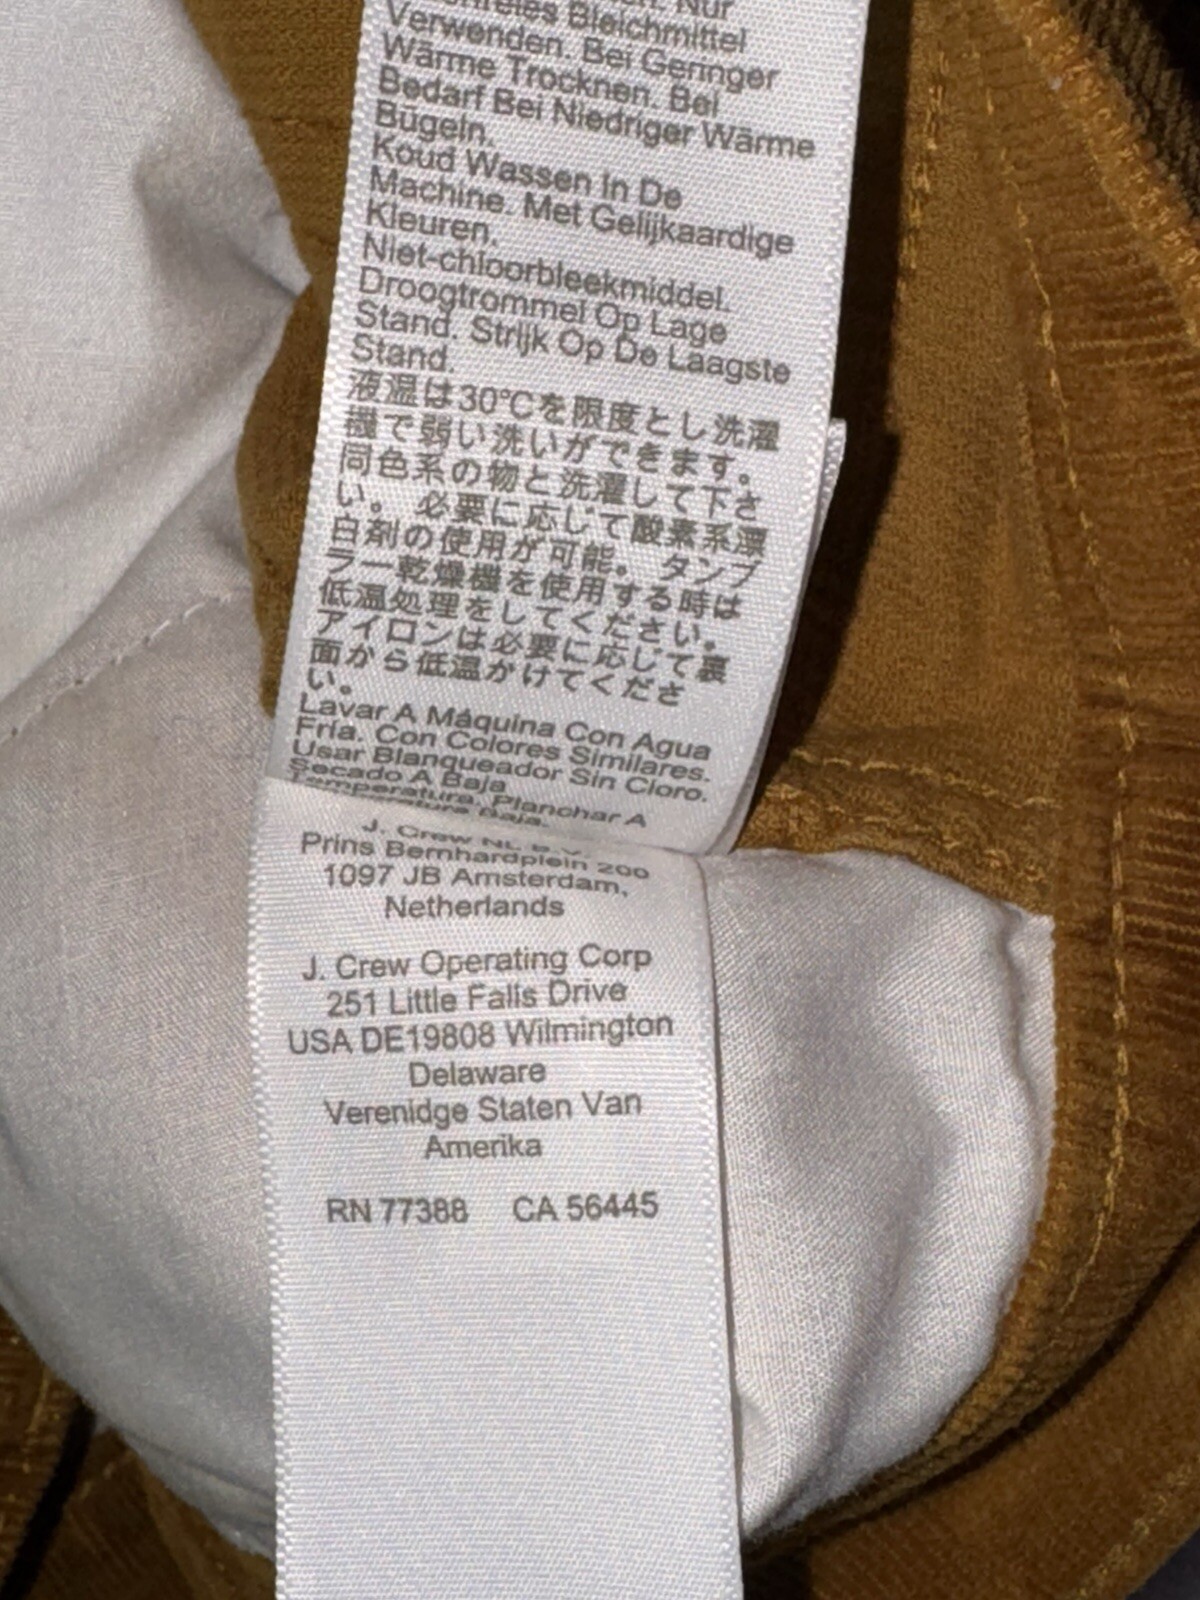 Nur
Bleichmittel
Verwenden. Bei Geringer
Wärme Trocknen. Bei
Bedarf Bei Niedriger Wärme
Bügeln.
Koud Wassen In De
Machine. Met Gelijkaardige
Kleuren.
Niet-chloorbleekmiddel.
Droogtrommel Op Lage
Stand. Strijk Op De Laagste
Stand.
液温は30℃を限度とし洗濯
機で弱い洗いができます。
同色系の物と洗濯して下さ
い。 必要に応じて酸素系漂
白剤の使用が可能。 タンブ
ラー乾燥機を使用する時は
低温処理をしてください。
アイロンは必要に応じて裏
面から低温かけてくださ
い。
Lavar A Máquina Con Agua
Fría. Con Colores Similares.
Usar Blanqueador Sin Cloro.
Secado A Baja
Temperatura. Planchar A
Baja.
J. Crew NL B.V.
Prins Bernhardplein 200
1097 JB Amsterdam,
Netherlands
J. Crew Operating Corp
251 Little Falls Drive
USA DE19808 Wilmington
Delaware
Verenidge Staten Van
Amerika
RN 77388 CA 56445